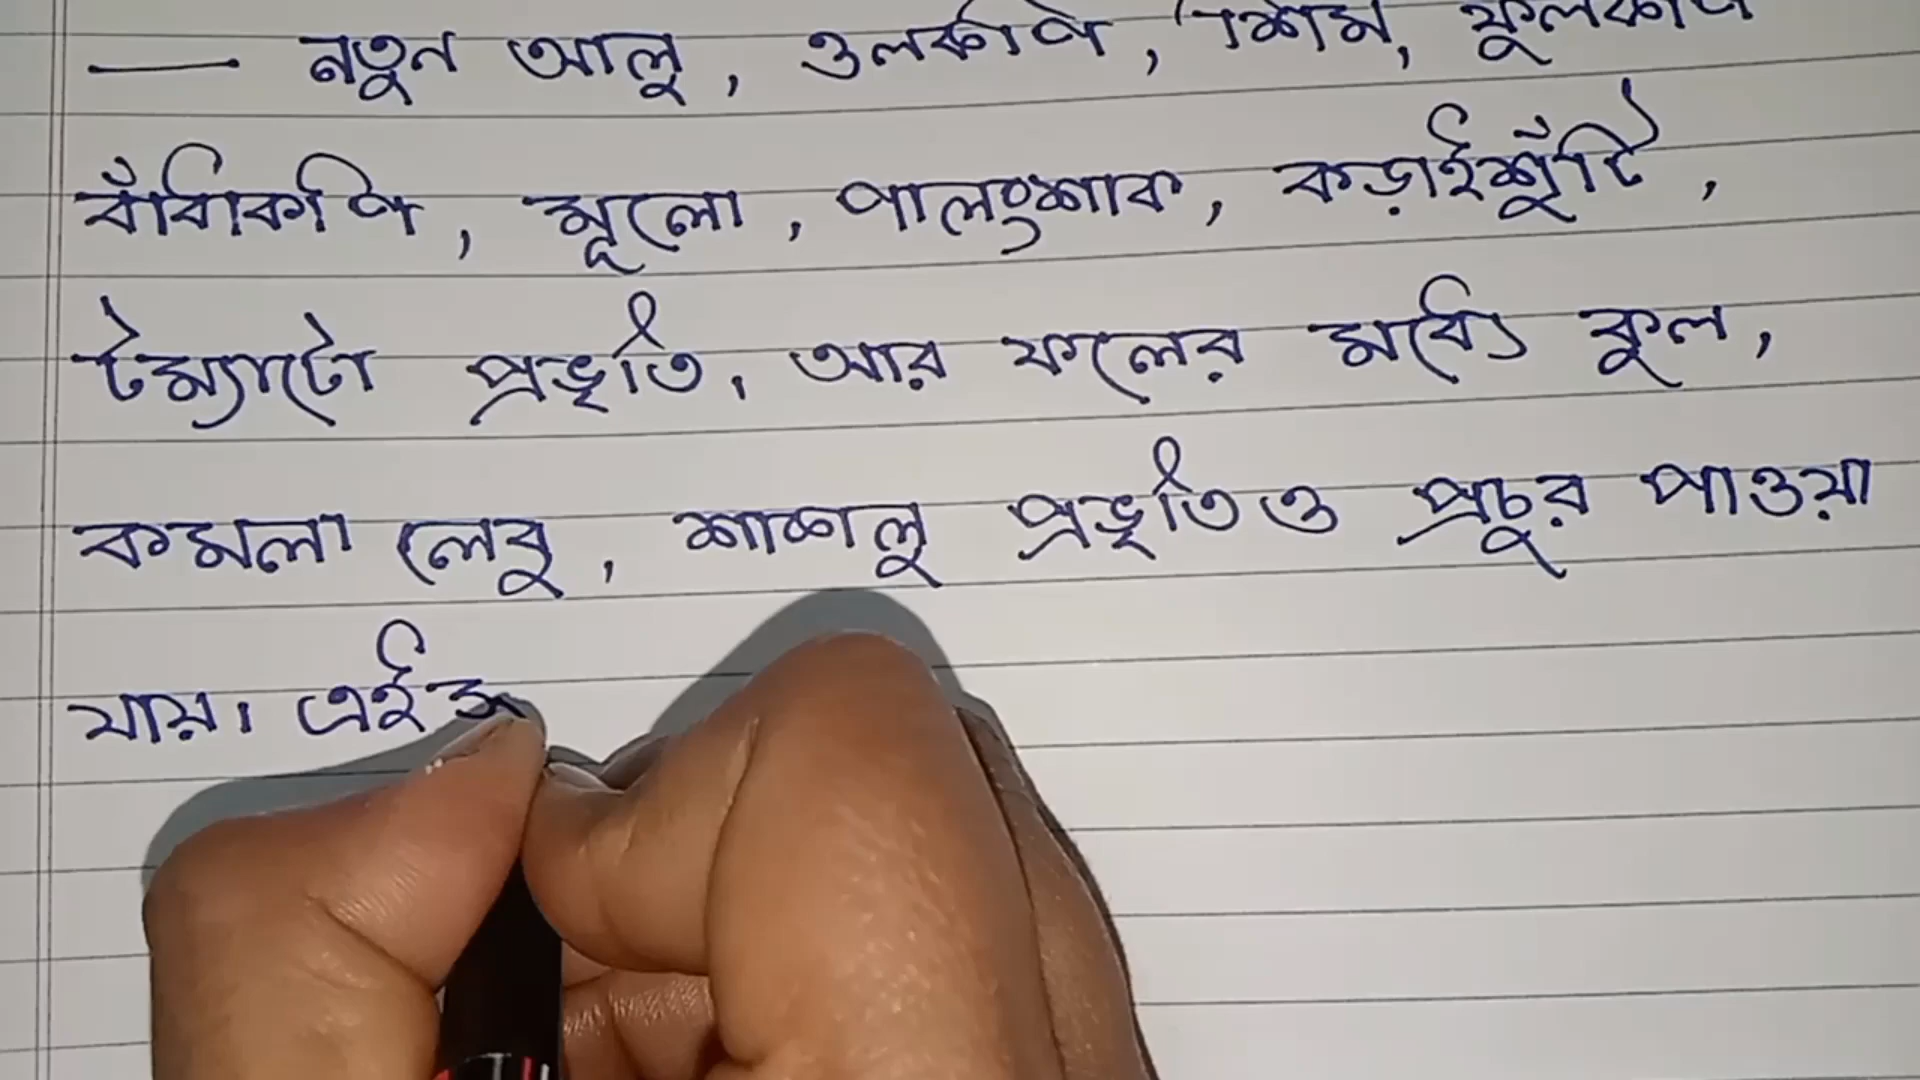 — নতুন আলু, ওলকপি, শিম, ফুলকপি
বাঁধাকপি, মূলো, পালংশাক, কড়াইশুঁটি,
টম্যাটো প্রভৃতি। আর ফলের মধ্যে কুল,
কমলা লেবু, শাঁকালু প্রভৃতি ও প্রচুর পাওয়া
যায়। এই